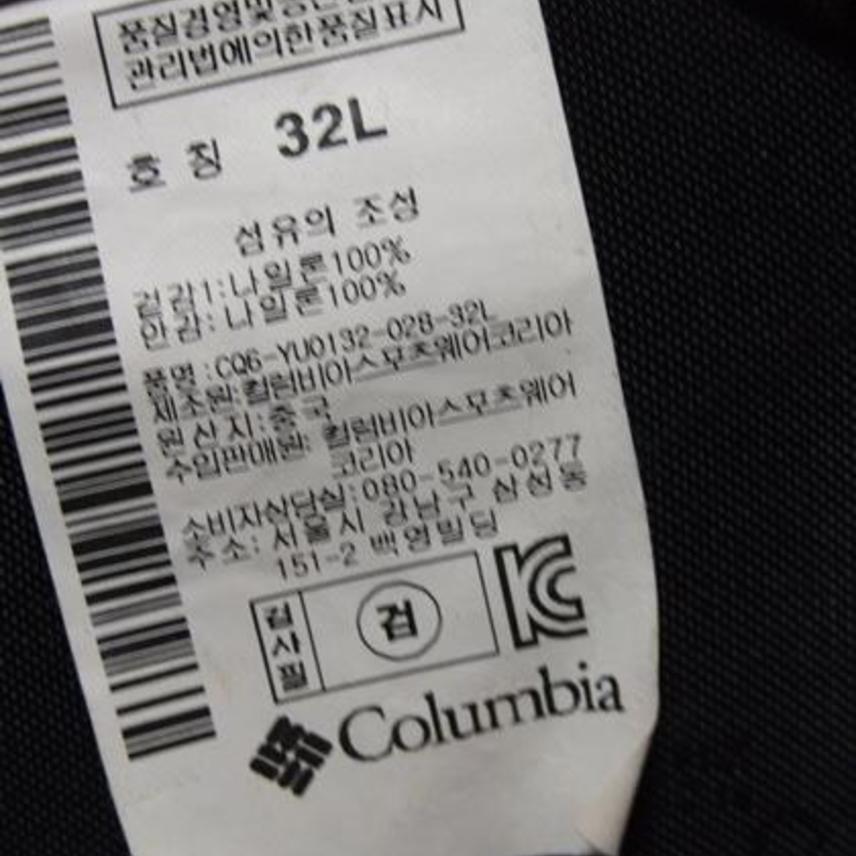 품질경영및공산품
관리법에의한품질표시
호 칭 32L
섬유의 조성
겉감1:나일론100%
안감:나일론100%
품명:CQ6-YU0132-028-32L
제조원:컬럼비아스포츠웨어코리아
원산지:중국
수입판매원: 컬럼비아스포츠웨어
코리아
소비자상담실:080-540-0277
주소: 서울시 강남구 삼성동
151-2 백영빌딩
검사필
검
KC
Columbia